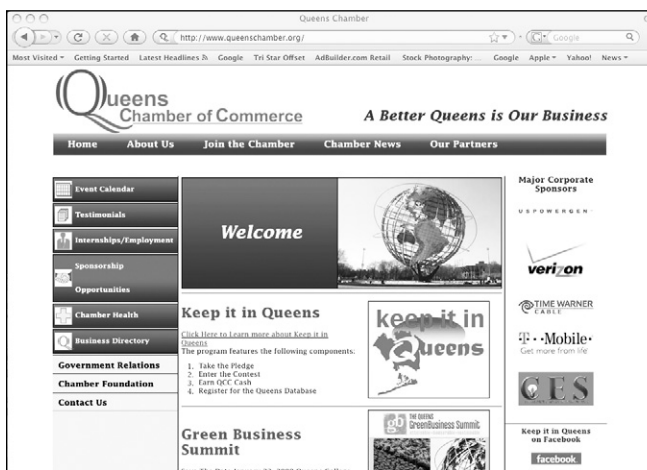 Queens Chamber
http://www.queenschamber.org/
Google
Most Visited Getting Started Latest Headlines Google Tri Star Offset AdBuilder.com Retail Stock Photography: ... Google Apple Yahoo! News
Queens
Chamber of Commerce
A Better Queens is Our Business
Home About Us Join the Chamber Chamber News Our Partners
Event Calendar
Testimonials
Internships/Employment
Sponsorship
Opportunities
Chamber Health
Business Directory
Government Relations
Chamber Foundation
Contact Us
Welcome
Keep it in Queens
Click Here to Learn more about Keep it in
Queens
The program features the following components:
1. Take the Pledge
2. Enter the Contest
3. Earn QCC Cash
4. Register for the Queens Database
keep it in
Queens
Green Business
Summit
THE QUEENS
GreenBusiness Summit
Major Corporate
Sponsors
USPOWERGEN
verizon
TIME WARNER
CABLE
T··Mobile·
Get more from life
CES
Keep it in Queens
on Facebook
facebook